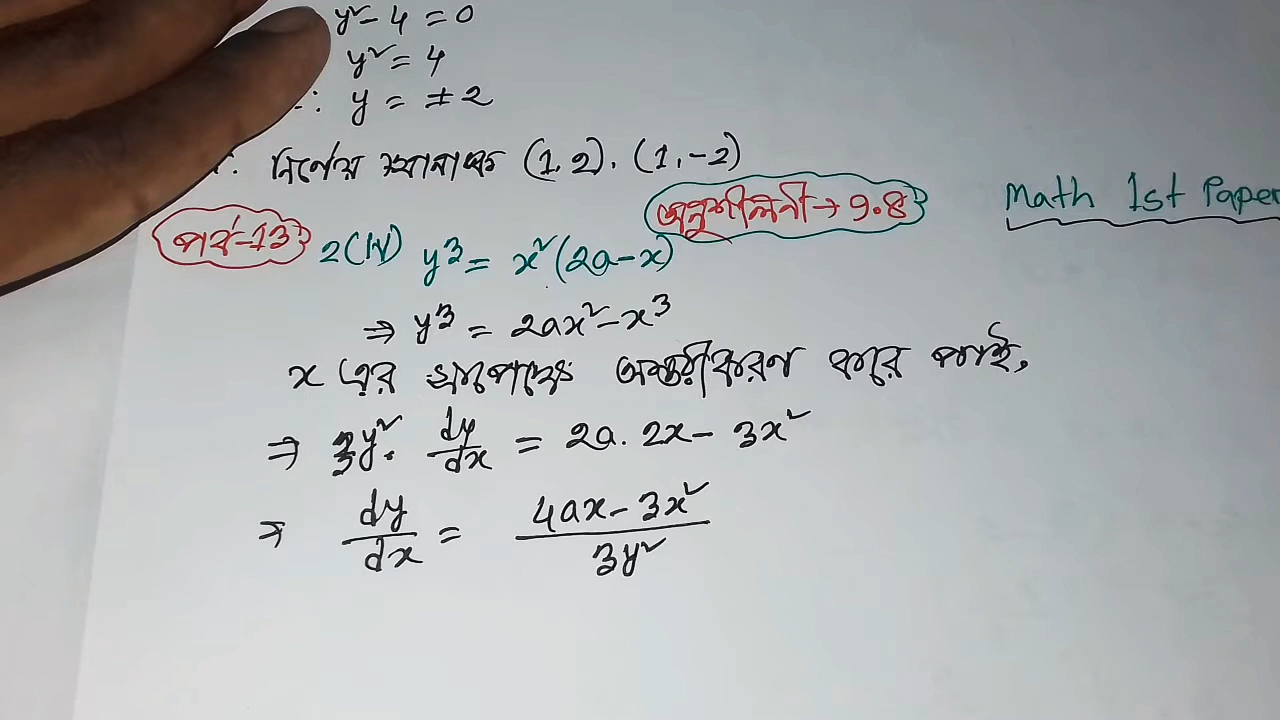 y² - 4 = 0
y² = 4
∴ y = ±2
নির্ণেয় স্থানাঙ্ক (1, 2), (1, -2)
অনুশীলনী → 9.8
Math 1st Paper
পর্ব-13
2(iv) y³ = x²(2a-x)
⇒ y³ = 2ax² - x³
x এর সাপেক্ষে অন্তরীকরণ করে পাই,
⇒ 3y². dy/dx = 2a. 2x - 3x²
⇒ dy/dx = (4ax - 3x²)/(3y²)